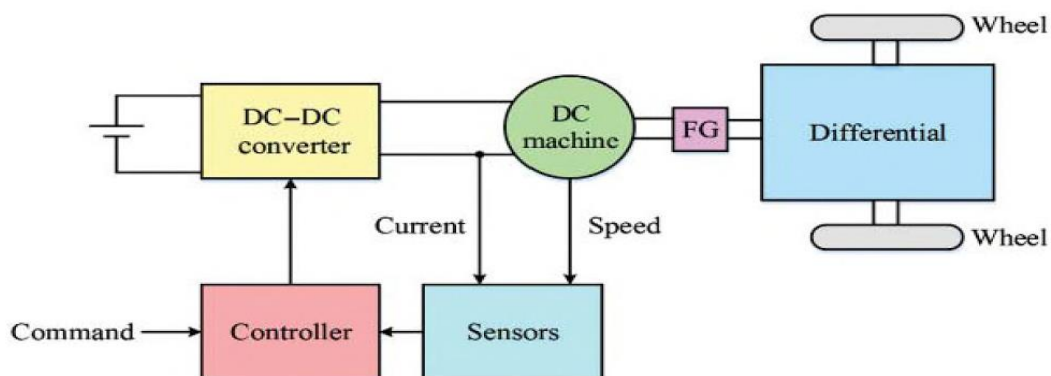 Wheel
DC–DC
converter
DC
machine
FG
Differential
Current
Speed
Wheel
Command
Controller
Sensors